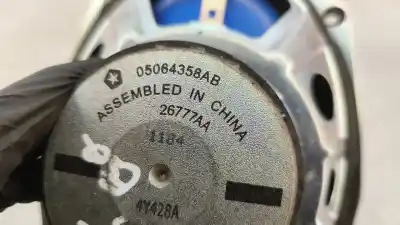 05064358AB
ASSEMBLED IN CHINA
26777AA
1184
4Y428A